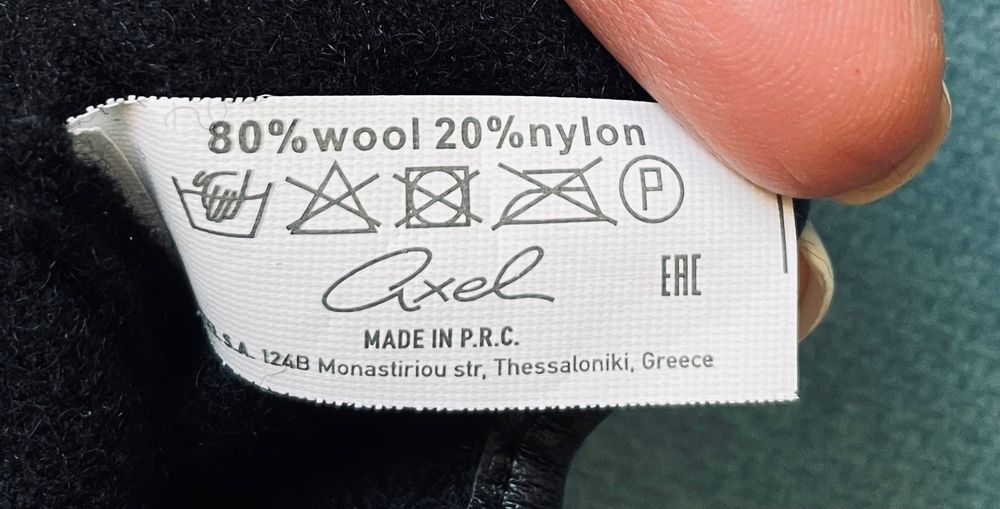 80%wool 20%nylon
P
axel
EAC
MADE IN P.R.C.
S.A. 124B Monastiriou str, Thessaloniki, Greece